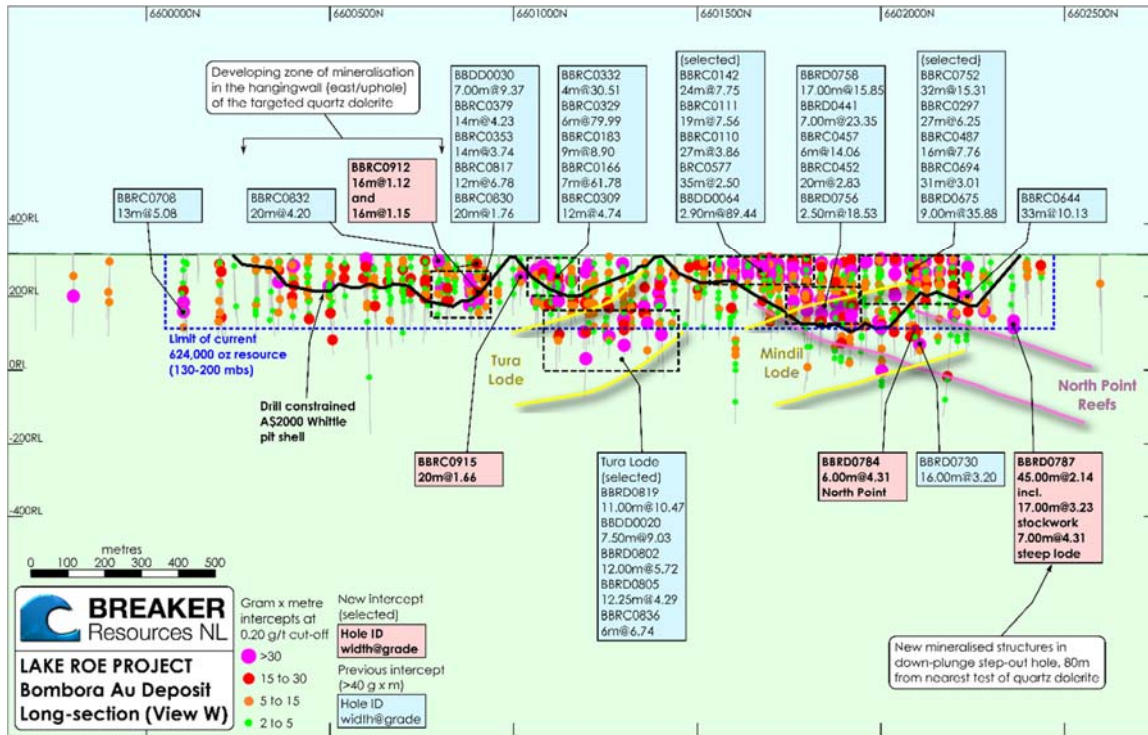 6600000N
6600500N
6601000N
6601500N
6602000N
6602500N
Developing zone of mineralisation
in the hangingwall (east/uphole)
of the targeted quartz dolerite
BBRC0708
13m@5.08
BBRC0832
20m@4.20
BBRC0912
16m@1.12
and
16m@1.15
BBDD0030
7.00m@9.37
BBRC0379
14m@4.23
BBRC0353
14m@3.74
BBRC0817
12m@6.78
BBRC0830
20m@1.76
BBRC0332
4m@30.51
BBRC0329
6m@79.99
BBRC0183
9m@8.90
BBRC0166
7m@61.78
BBRC0309
12m@4.74
(selected)
BBRC0142
24m@7.75
BBRC0111
19m@7.56
BBRC0110
27m@3.86
BRC0577
35m@2.50
BBDD0064
2.90m@89.44
BBRD0758
17.00m@15.85
BBRD0441
7.00m@23.35
BBRC0457
6m@14.06
BBRC0452
20m@2.83
BBRD0756
2.50m@18.53
(selected)
BBRC0752
32m@15.31
BBRC0297
27m@6.25
BBRC0487
16m@7.76
BBRC0694
31m@3.01
BBRD0675
9.00m@35.88
BBRC0644
33m@10.13
400RL
200RL
0RL
-200RL
-400RL
Limit of current
624,000 oz resource
(130-200 mbs)
Drill constrained
A$2000 Whittle
pit shell
Tura
Lode
Mindil
Lode
North Point
Reefs
BBRC0915
20m@1.66
Tura Lode
(selected)
BBRD0819
11.00m@10.47
BBDD0020
7.50m@9.03
BBRD0802
12.00m@5.72
BBRD0805
12.25m@4.29
BBRC0836
6m@6.74
BBRD0784
6.00m@4.31
North Point
BBRD0730
16.00m@3.20
BBRD0787
45.00m@2.14
incl.
17.00m@3.23
stockwork
7.00m@4.31
steep lode
New mineralised structures in
down-plunge step-out hole, 80m
from nearest test of quartz dolerite
metres
0 100 200 300 400 500
BREAKER
Resources NL
LAKE ROE PROJECT
Bombora Au Deposit
Long-section (View W)
Gram x metre
intercepts at
0.20 g/t cut-off
>30
15 to 30
5 to 15
2 to 5
New intercept
(selected)
Hole ID
width@grade
Previous intercept
(>40 g x m)
Hole ID
width@grade